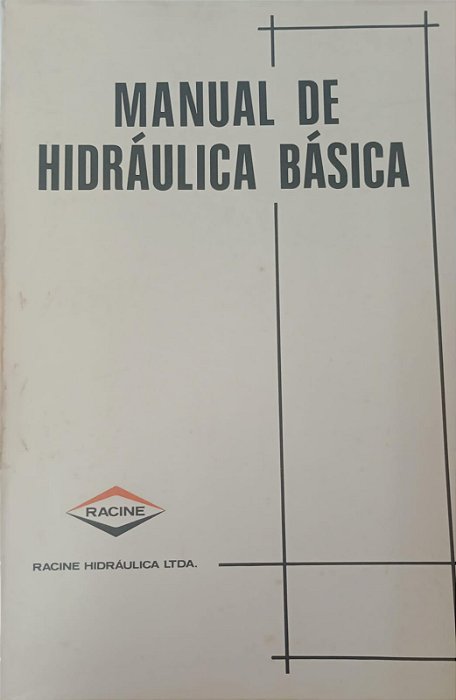 MANUAL DE
HIDRÁULICA BÁSICA
RACINE
RACINE HIDRÁULICA LTDA.